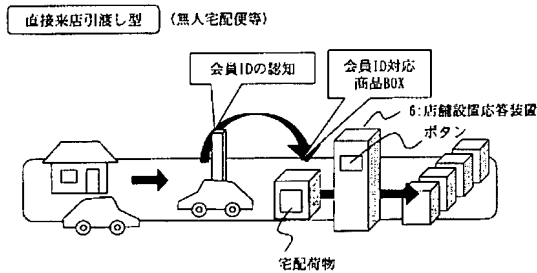 直接来店引渡し型
(無人宅配便等)
会員IDの認知
会員ID対応
商品BOX
6:店舗設置応答装置
ボタン
宅配荷物